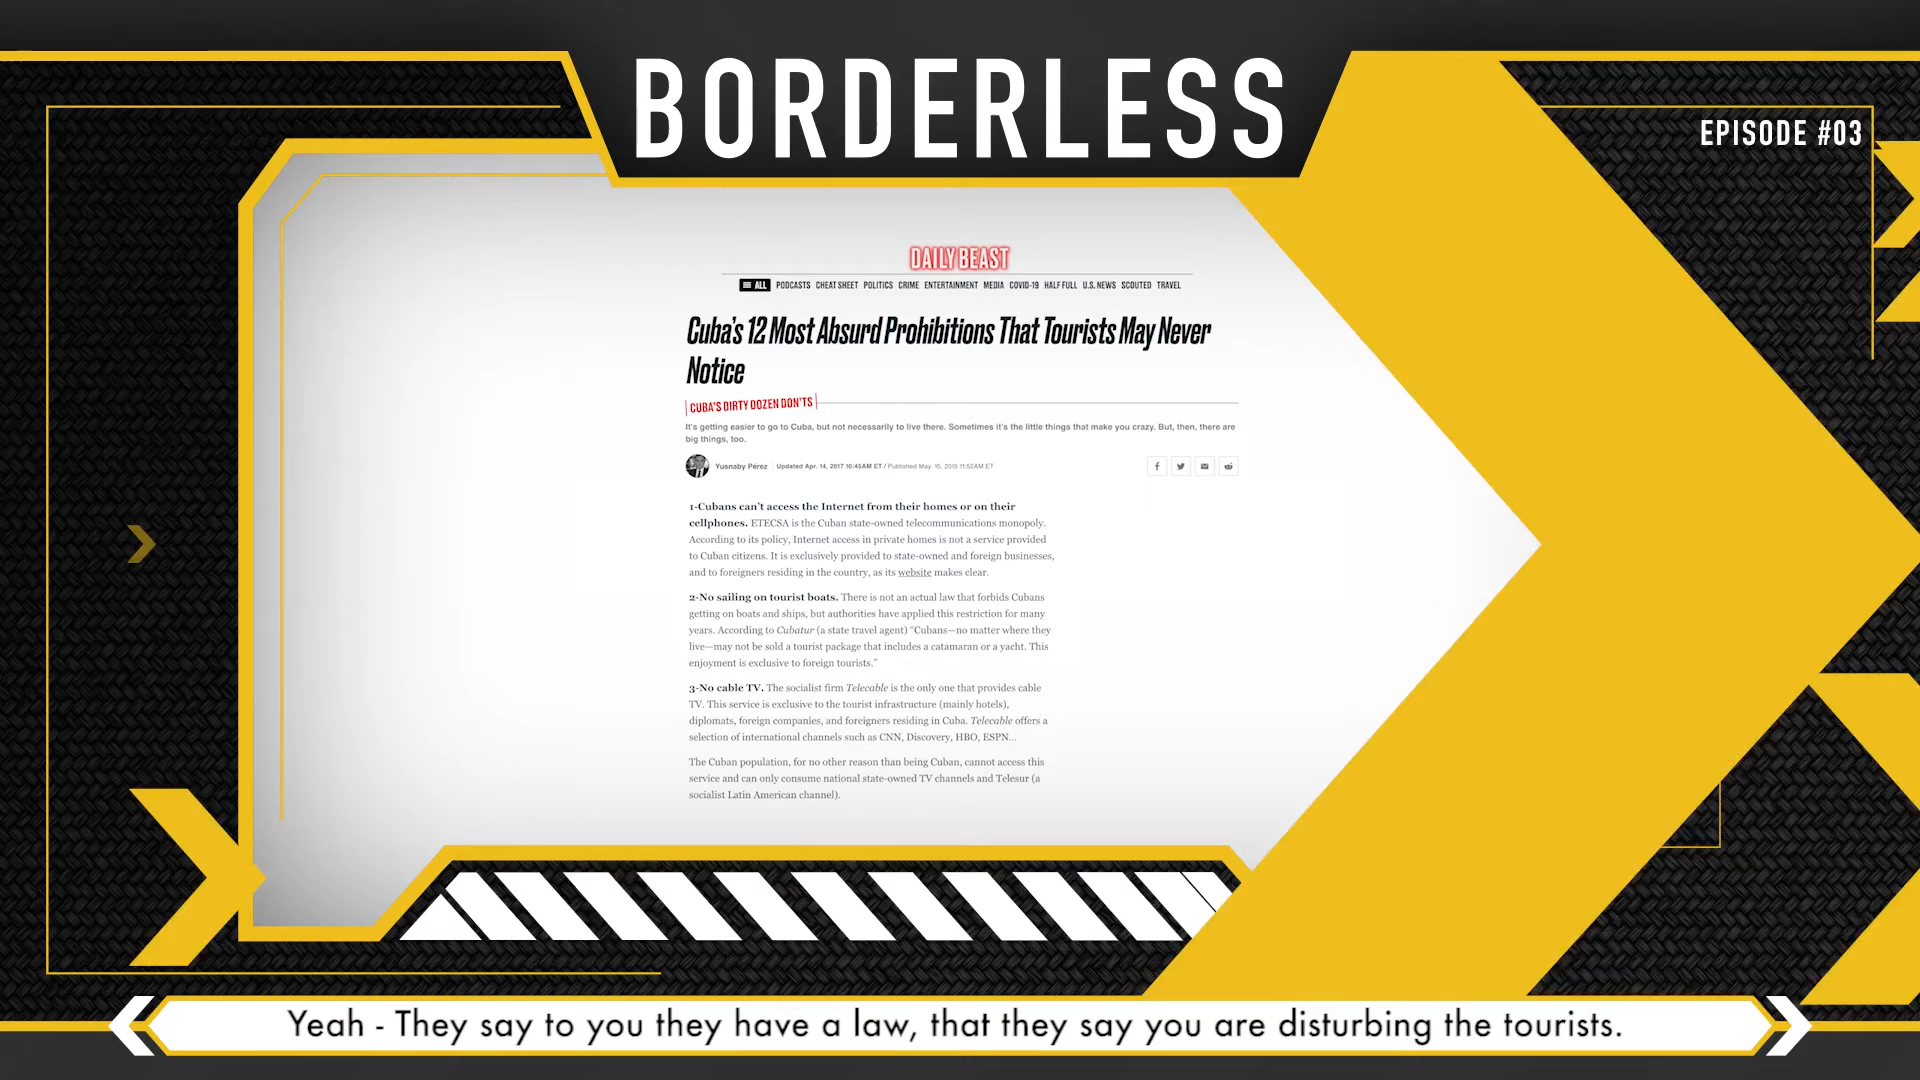 BORDERLESS
EPISODE #03
DAILY BEAST
ALL PODCASTS CHEAT SHEET POLITICS CRIME ENTERTAINMENT MEDIA COVID-19 HALF FULL U.S. NEWS SCOUTED TRAVEL
Cuba's 12 Most Absurd Prohibitions That Tourists May Never
Notice
CUBA'S DIRTY DOZEN DON'TS
It's getting easier to go to Cuba, but not necessarily to live there. Sometimes it's the little things that make you crazy. But, then, there are
big things, too.
Yusnaby Pérez Updated Apr. 14, 2017 10:45AM ET / Published May. 15, 2015 11:52AM ET
1-Cubans can't access the Internet from their homes or on their
cellphones. ETECSA is the Cuban state-owned telecommunications monopoly.
According to its policy, Internet access in private homes is not a service provided
to Cuban citizens. It is exclusively provided to state-owned and foreign businesses,
and to foreigners residing in the country, as its website makes clear.
2-No sailing on tourist boats. There is not an actual law that forbids Cubans
getting on boats and ships, but authorities have applied this restriction for many
years. According to Cubatur (a state travel agent) “Cubans—no matter where they
live—may not be sold a tourist package that includes a catamaran or a yacht. This
enjoyment is exclusive to foreign tourists.”
3-No cable TV. The socialist firm Telecable is the only one that provides cable
TV. This service is exclusive to the tourist infrastructure (mainly hotels),
diplomats, foreign companies, and foreigners residing in Cuba. Telecable offers a
selection of international channels such as CNN, Discovery, HBO, ESPN...
The Cuban population, for no other reason than being Cuban, cannot access this
service and can only consume national state-owned TV channels and Telesur (a
socialist Latin American channel).
Yeah - They say to you they have a law, that they say you are disturbing the tourists.